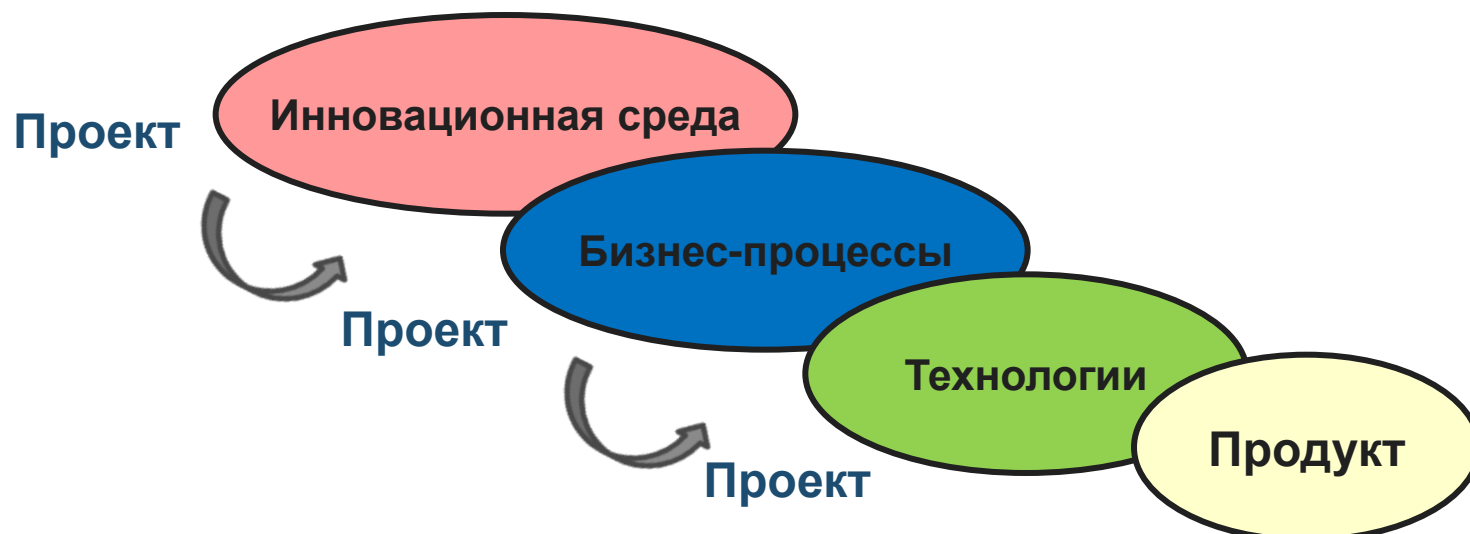 Инновационная среда
Проект
Бизнес-процессы
Проект
Технологии
Продукт
Проект